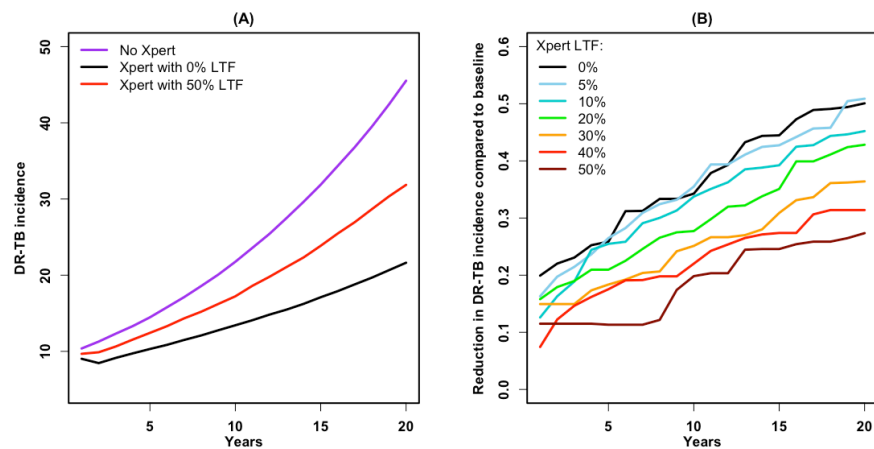 (A)
DR-TB incidence
50
40
30
20
10
No Xpert
Xpert with 0% LTF
Xpert with 50% LTF
5
10
15
20
Years
(B)
Reduction in DR-TB incidence compared to baseline
0.6
0.5
0.4
0.3
0.2
0.1
0.0
Xpert LTF:
0%
5%
10%
20%
30%
40%
50%
5
10
15
20
Years